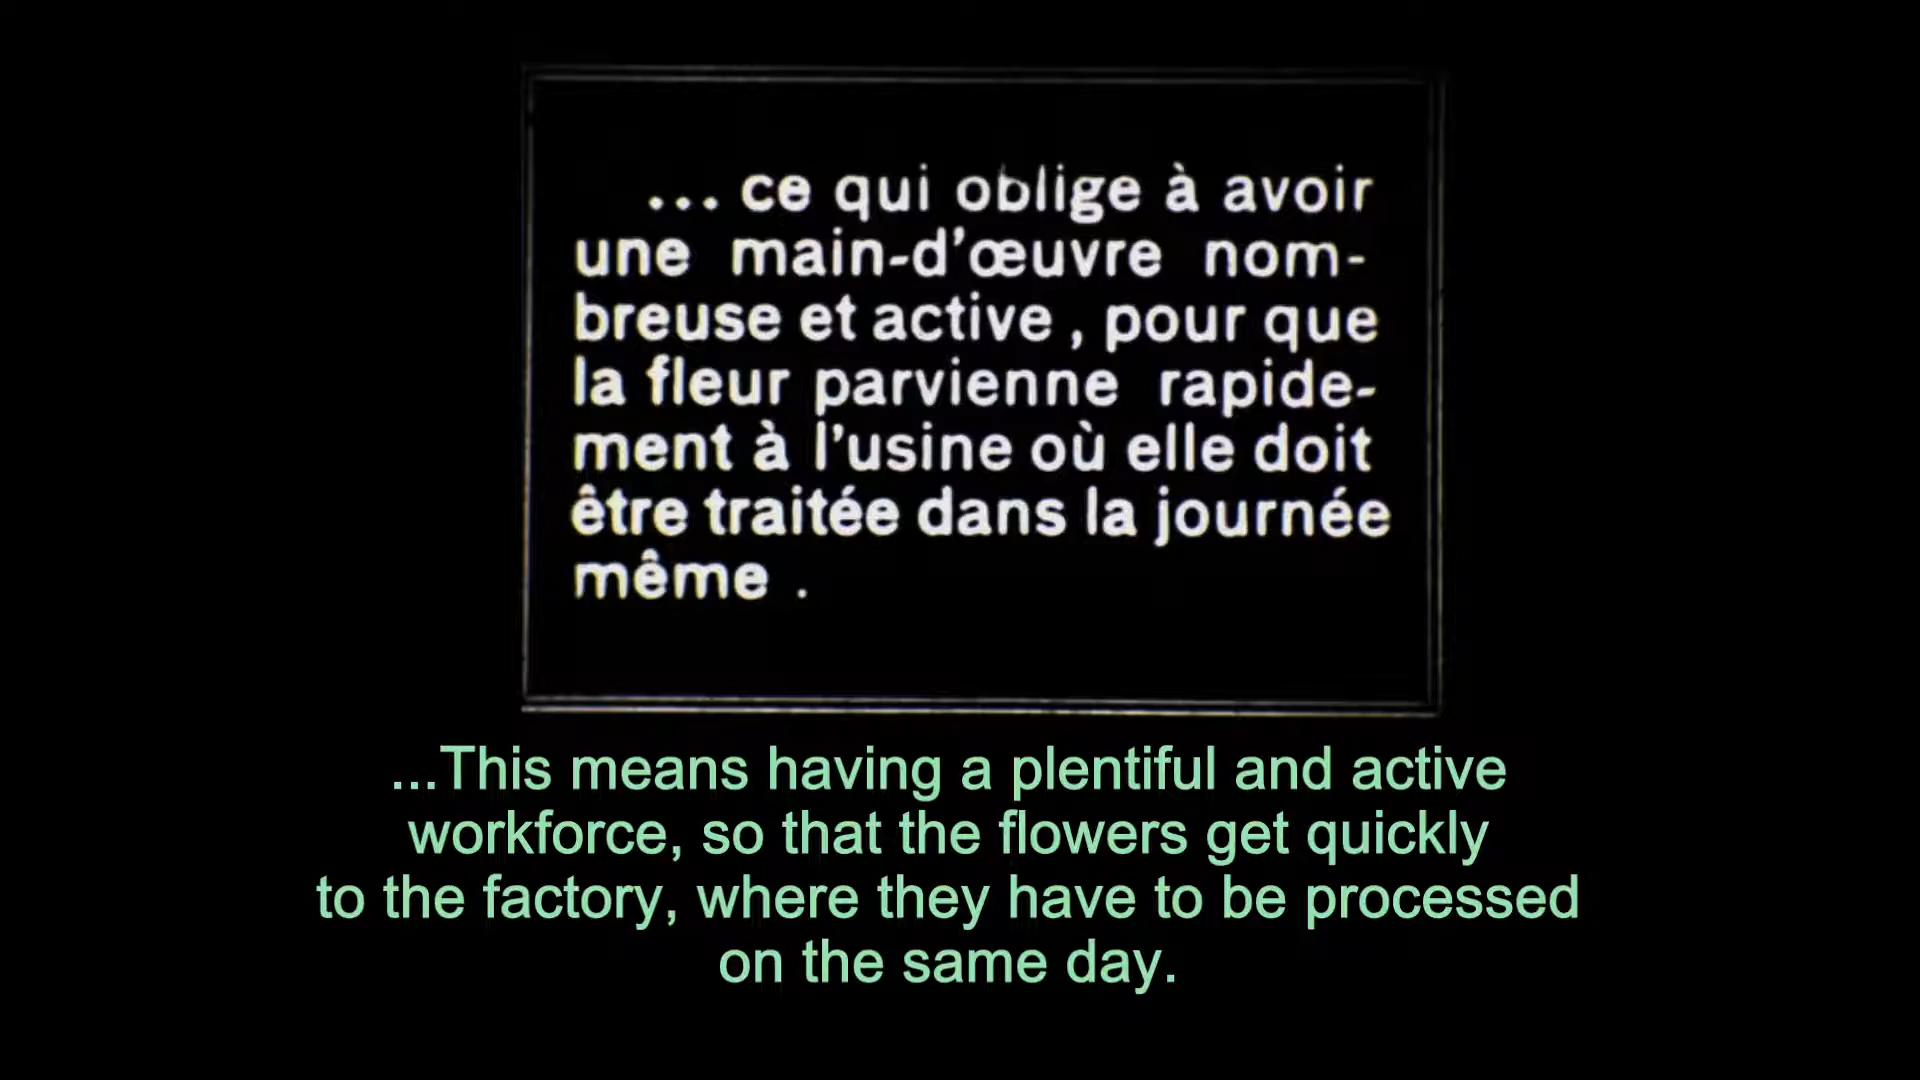 ... ce qui oblige à avoir
une main-d'œuvre nom-
breuse et active , pour que
la fleur parvienne rapide-
ment à l'usine où elle doit
être traitée dans la journée
même .
...This means having a plentiful and active
workforce, so that the flowers get quickly
to the factory, where they have to be processed
on the same day.